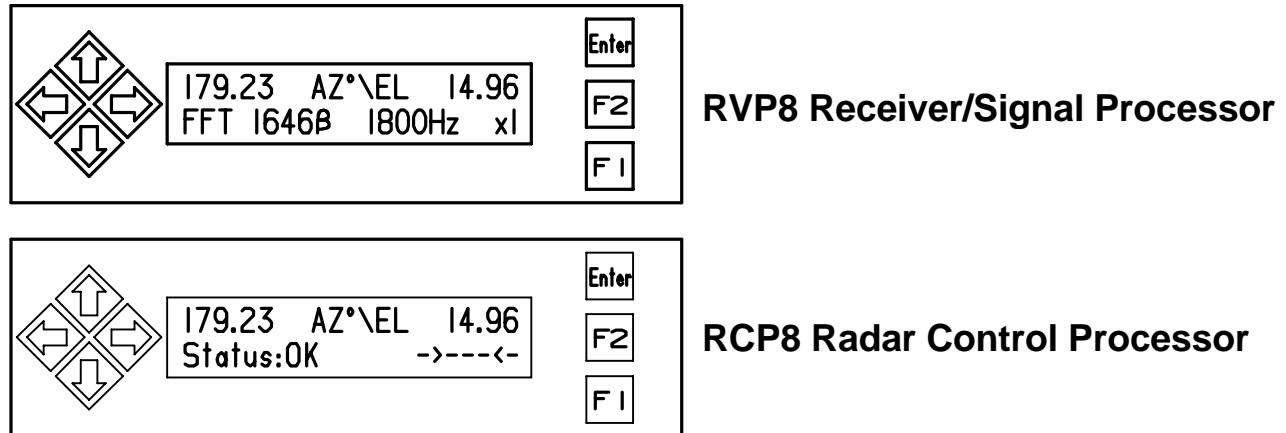 Enter
179.23 AZ°\EL 14.96
FFT 1646β 1800Hz x1
F2
RVP8 Receiver/Signal Processor
F1
Enter
179.23 AZ°\EL 14.96
Status:OK ->---<-
F2
RCP8 Radar Control Processor
F1